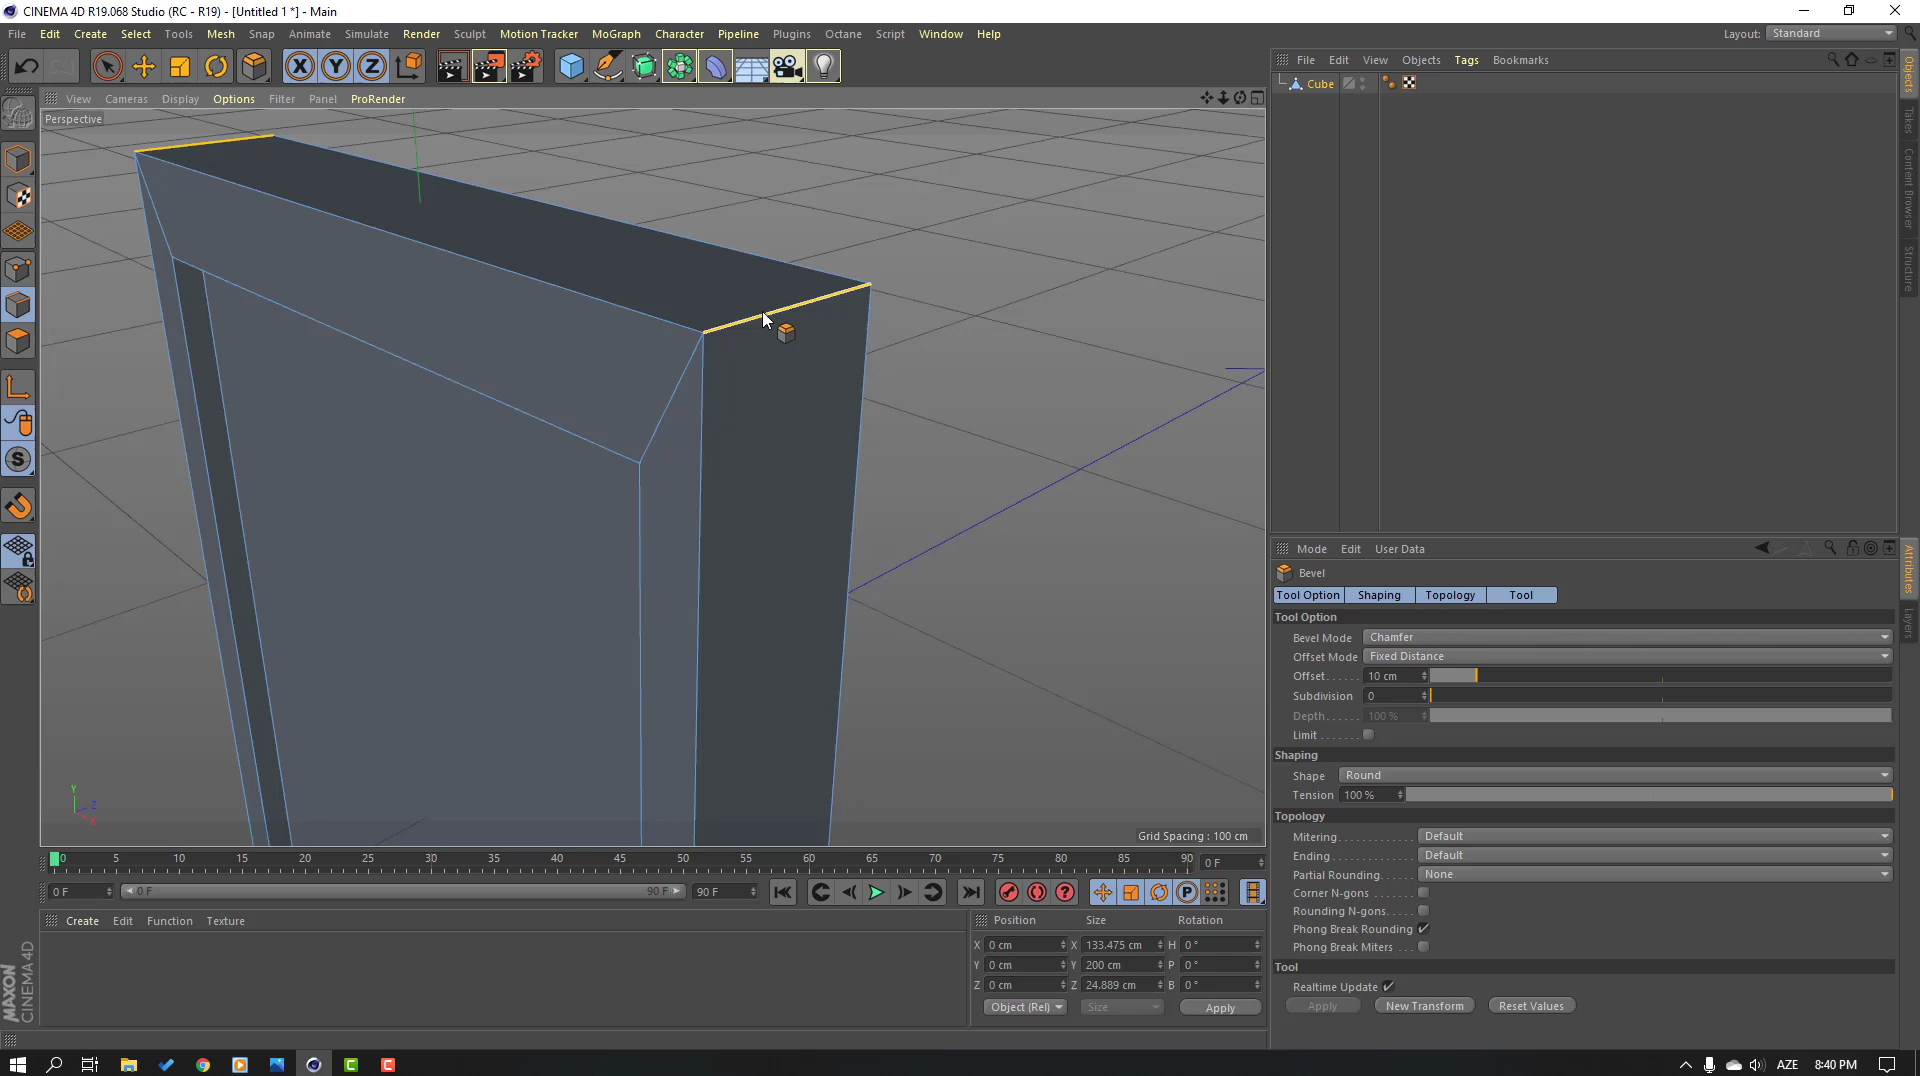 CINEMA 4D R19.068 Studio (RC - R19) - [Untitled 1 *] - Main
File Edit Create Select Tools Mesh Snap Animate Simulate Render Sculpt Motion Tracker MoGraph Character Pipeline Plugins Octane Script Window Help Layout: Standard
View Cameras Display Options Filter Panel ProRender
Perspective
Grid Spacing : 100 cm
File Edit View Objects Tags Bookmarks
Cube
Objects
Takes
Content Browser
Structure
Mode Edit User Data
Bevel
Tool Option Shaping Topology Tool
Tool Option
Bevel Mode Chamfer
Offset Mode Fixed Distance
Offset . . . . . . 10 cm
Subdivision 0
Depth . . . . . . 100 %
Limit . . . . . . .
Shaping
Shape Round
Tension 100 %
Topology
Mitering . . . . . . . . . . . Default
Ending . . . . . . . . . . . . Default
Partial Rounding. . . . None
Corner N-gons . . . . .
Rounding N-gons. . . . .
Phong Break Rounding
Phong Break Miters . . .
Tool
Realtime Update
Apply New Transform Reset Values
Attributes
Layers
0 5 10 15 20 25 30 35 40 45 50 55 60 65 70 75 80 85 90 0 F
0 F 0 F 90 F 90 F
Create Edit Function Texture
Position Size Rotation
X 0 cm X 133.475 cm H 0 °
Y 0 cm Y 200 cm P 0 °
Z 0 cm Z 24.889 cm B 0 °
Object (Rel) Size Apply
MAXON
CINEMA 4D
X Y Z
Y
Z
X
S
P
AZE 8:40 PM